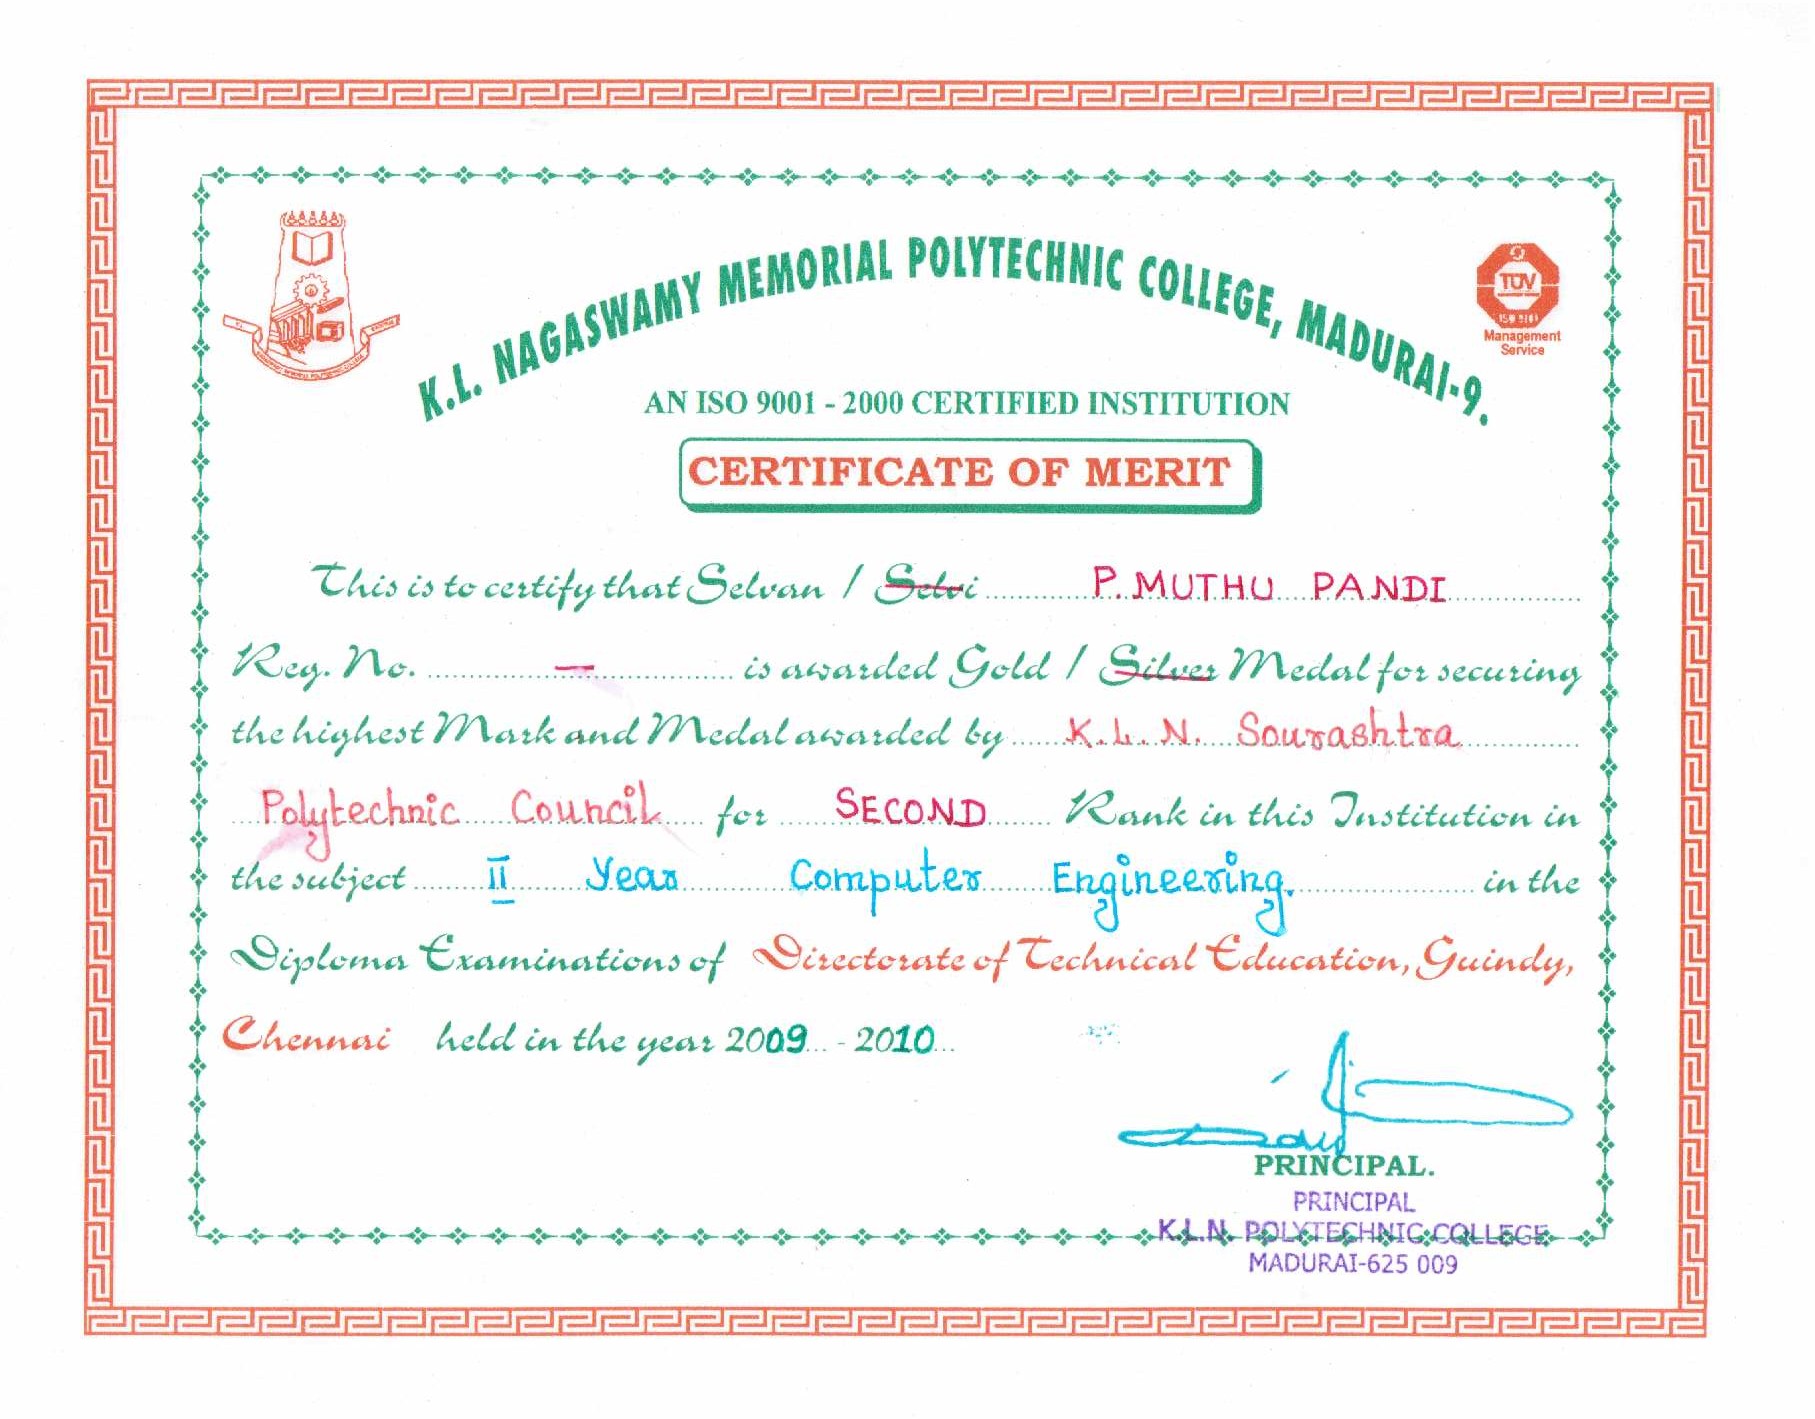 K.L. NAGASWAMY MEMORIAL POLYTECHNIC COLLEGE, MADURAI-9.
TÜV
ISO 9001
Management
Service
AN ISO 9001 - 2000 CERTIFIED INSTITUTION
CERTIFICATE OF MERIT
This is to certify that Selvan / Selvi P. MUTHU PANDI
Reg. No. — is awarded Gold / Silver Medal for securing
the highest Mark and Medal awarded by K.L.N. Sourashtra
Polytechnic Council for SECOND Rank in this Institution in
the subject II Year Computer Engineering. in the
Diploma Examinations of Directorate of Technical Education, Guindy,
Chennai held in the year 2009 - 2010
PRINCIPAL.
PRINCIPAL
K.L.N. POLYTECHNIC COLLEGE
MADURAI-625 009